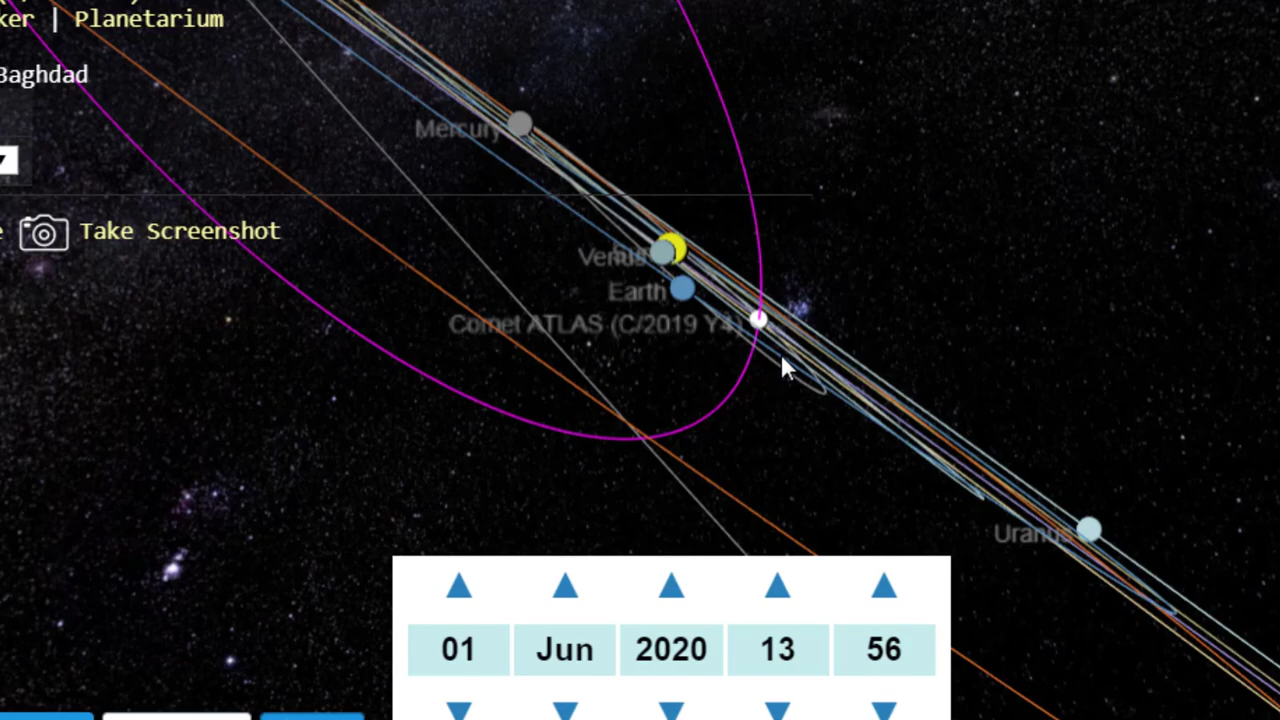 ker | Planetarium
Baghdad
Mercury
Take Screenshot
Venus
Earth
Comet ATLAS (C/2019 Y4)
Uranus
01 Jun 2020 13 56